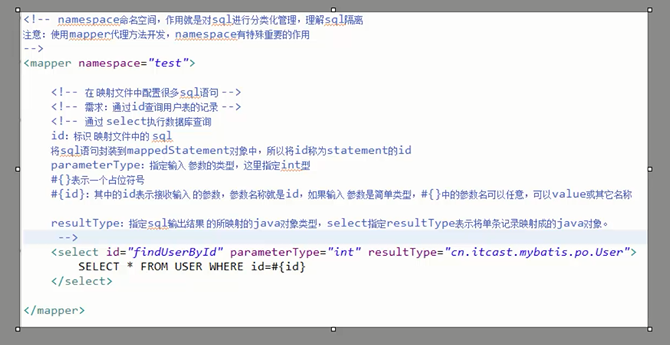 <!-- namespace命名空间，作用就是对sql进行分类化管理，理解sql隔离
注意：使用mapper代理方法开发，namespace有特殊重要的作用
-->
<mapper namespace="test">
<!-- 在 映射文件中配置很多sql语句 -->
<!-- 需求：通过id查询用户表的记录 -->
<!-- 通过 select执行数据库查询
id：标识 映射文件中的 sql
将sql语句封装到mappedStatement对象中，所以将id称为statement的id
parameterType：指定输入 参数的类型，这里指定int型
#{}表示一个占位符号
#{id}：其中的id表示接收输入 的参数，参数名称就是id，如果输入 参数是简单类型，#{}中的参数名可以任意，可以value或其它名称
resultType：指定sql输出结果 的所映射的java对象类型，select指定resultType表示将单条记录映射成的java对象。
-->
<select id="findUserById" parameterType="int" resultType="cn.itcast.mybatis.po.User">
SELECT * FROM USER WHERE id=#{id}
</select>
</mapper>